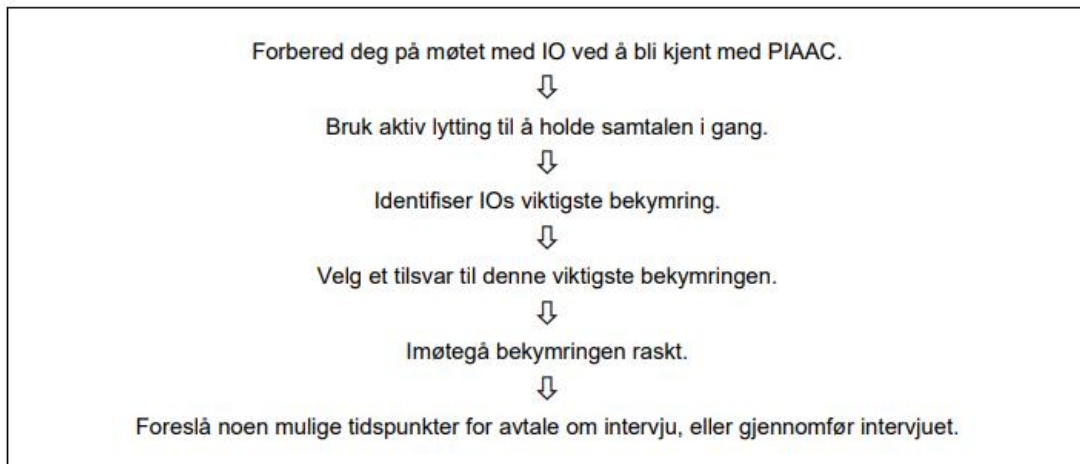 Forbered deg på møtet med IO ved å bli kjent med PIAAC.
⇩
Bruk aktiv lytting til å holde samtalen i gang.
⇩
Identifiser IOs viktigste bekymring.
⇩
Velg et tilsvar til denne viktigste bekymringen.
⇩
Imøtegå bekymringen raskt.
⇩
Foreslå noen mulige tidspunkter for avtale om intervju, eller gjennomfør intervjuet.